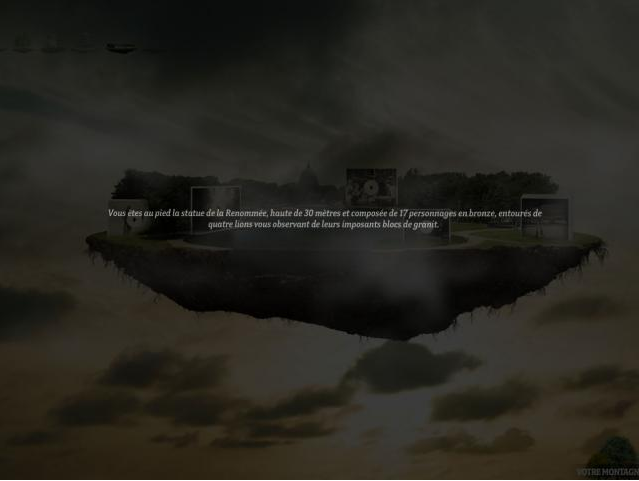 Vous êtes au pied la statue de la Renommée, haute de 30 mètres et composée de 17 personnages en bronze, entourés de
quatre lions vous observant de leurs imposants blocs de granit.
VOTRE MONTAGN